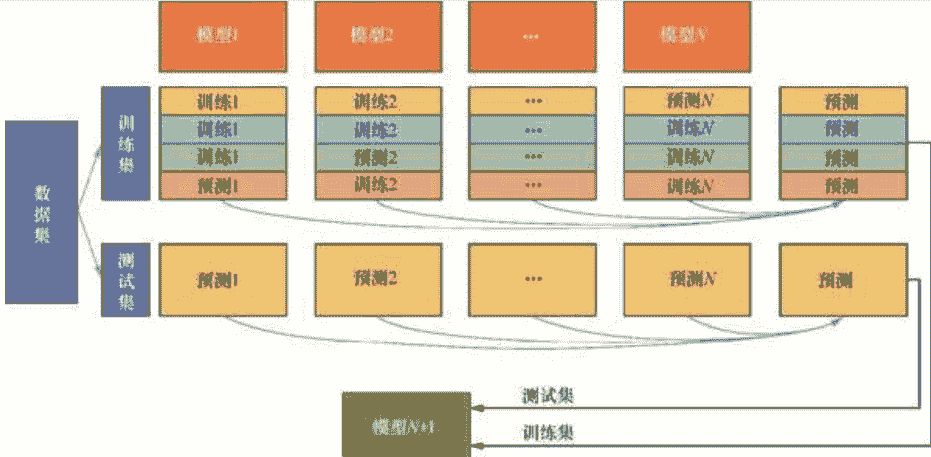 模型1 模型2 ... 模型N
训练1 训练2 ... 预测N 预测
训练1 训练2 ... 训练N 预测
训练1 预测2 ... 训练N 预测
预测1 训练2 ... 训练N 预测
训练集
数据集
测试集
预测1 预测2 ... 预测N 预测
测试集
模型N+1
训练集